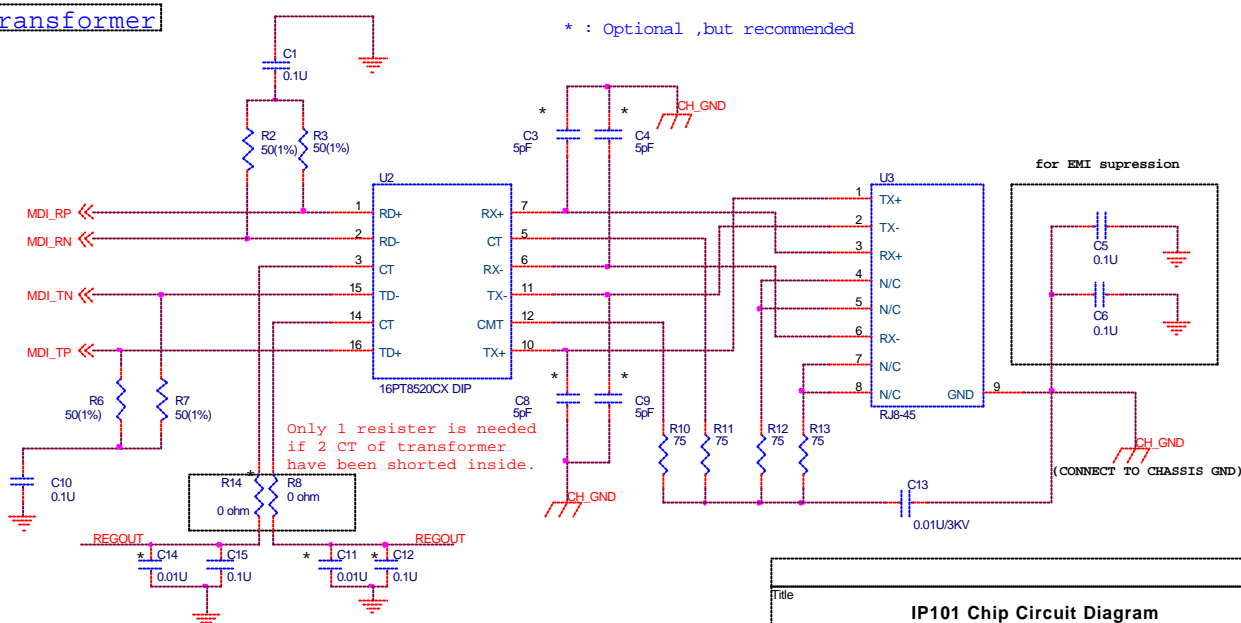 ransformer
* : Optional ,but recommended
C1
0.1U
R2
50(1%)
R3
50(1%)
*
C3
5pF
*
C4
5pF
CH_GND
for EMI supression
C5
0.1U
C6
0.1U
MDI_RP
MDI_RN
MDI_TN
MDI_TP
U2
1 RD+
2 RD-
3 CT
15 TD-
14 CT
16 TD+
RX+ 7
CT 5
RX- 6
TX- 11
CMT 12
TX+ 10
16PT8520CX DIP
U3
1 TX+
2 TX-
3 RX+
4 N/C
5 N/C
6 RX-
7 N/C
8 N/C
GND 9
RJ8-45
R6
50(1%)
R7
50(1%)
C10
0.1U
Only 1 resister is needed
if 2 CT of transformer
have been shorted inside.
*
R14
0 ohm
R8
0 ohm
*
C8
5pF
*
C9
5pF
CH_GND
R10
75
R11
75
R12
75
R13
75
C13
0.01U/3KV
CH_GND
(CONNECT TO CHASSIS GND)
REGOUT
REGOUT
* C14
0.01U
C15
0.1U
* C11
0.01U
* C12
0.1U
Title
IP101 Chip Circuit Diagram